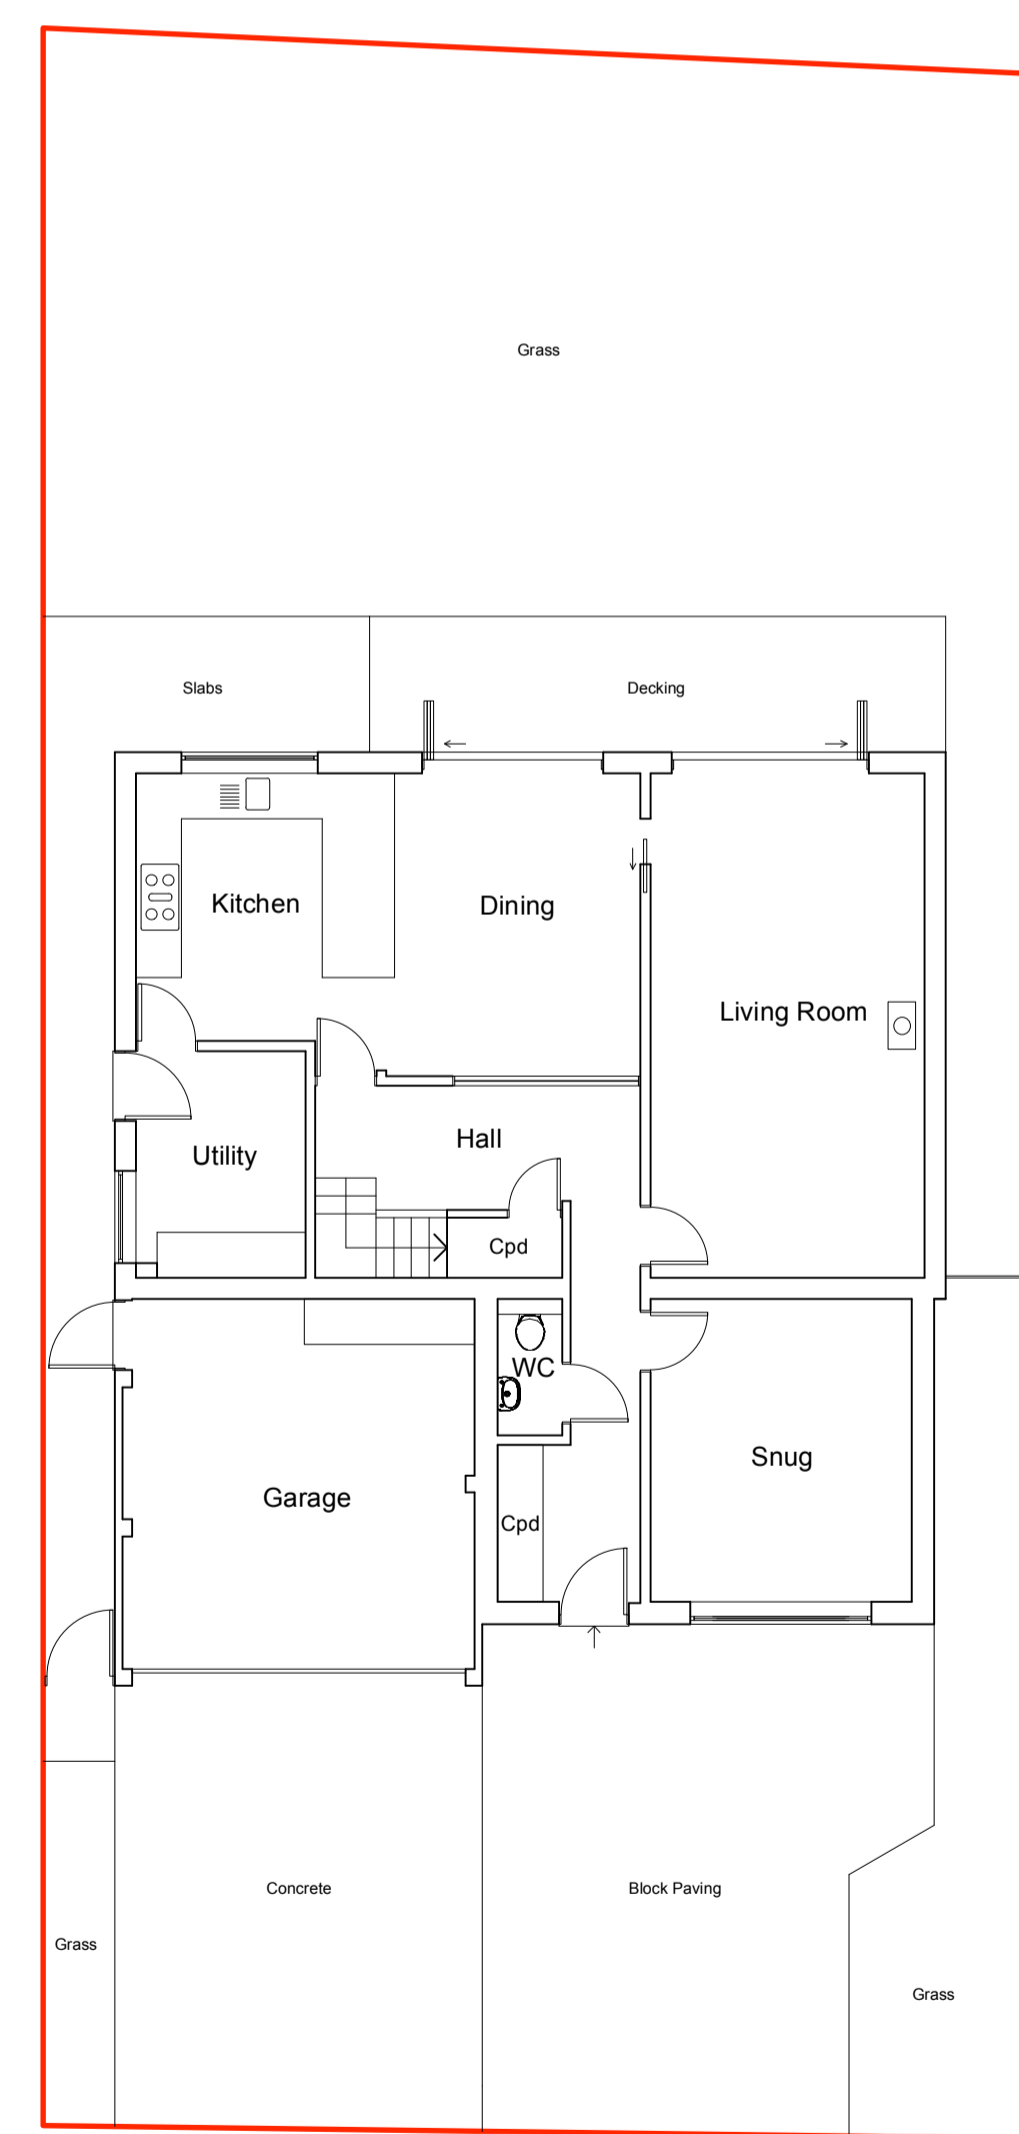 Grass
Slabs
Decking
Kitchen
Dining
Living Room
Hall
Utility
Cpd
WC
Snug
Garage
Cpd
Concrete
Block Paving
Grass
Grass